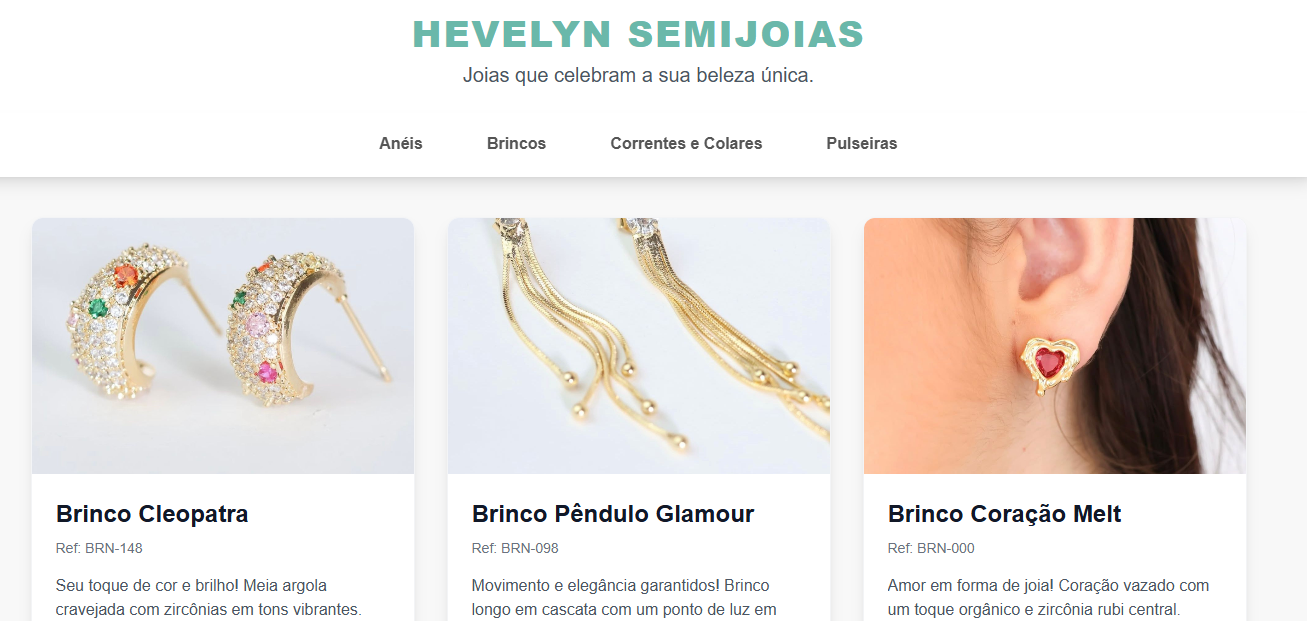 HEVELYN SEMIJOIAS
Joias que celebram a sua beleza única.
Anéis Brincos Correntes e Colares Pulseiras
Brinco Cleopatra
Ref: BRN-148
Seu toque de cor e brilho! Meia argola
cravejada com zircônias em tons vibrantes.
Brinco Pêndulo Glamour
Ref: BRN-098
Movimento e elegância garantidos! Brinco
longo em cascata com um ponto de luz em
Brinco Coração Melt
Ref: BRN-000
Amor em forma de joia! Coração vazado com
um toque orgânico e zircônia rubi central.